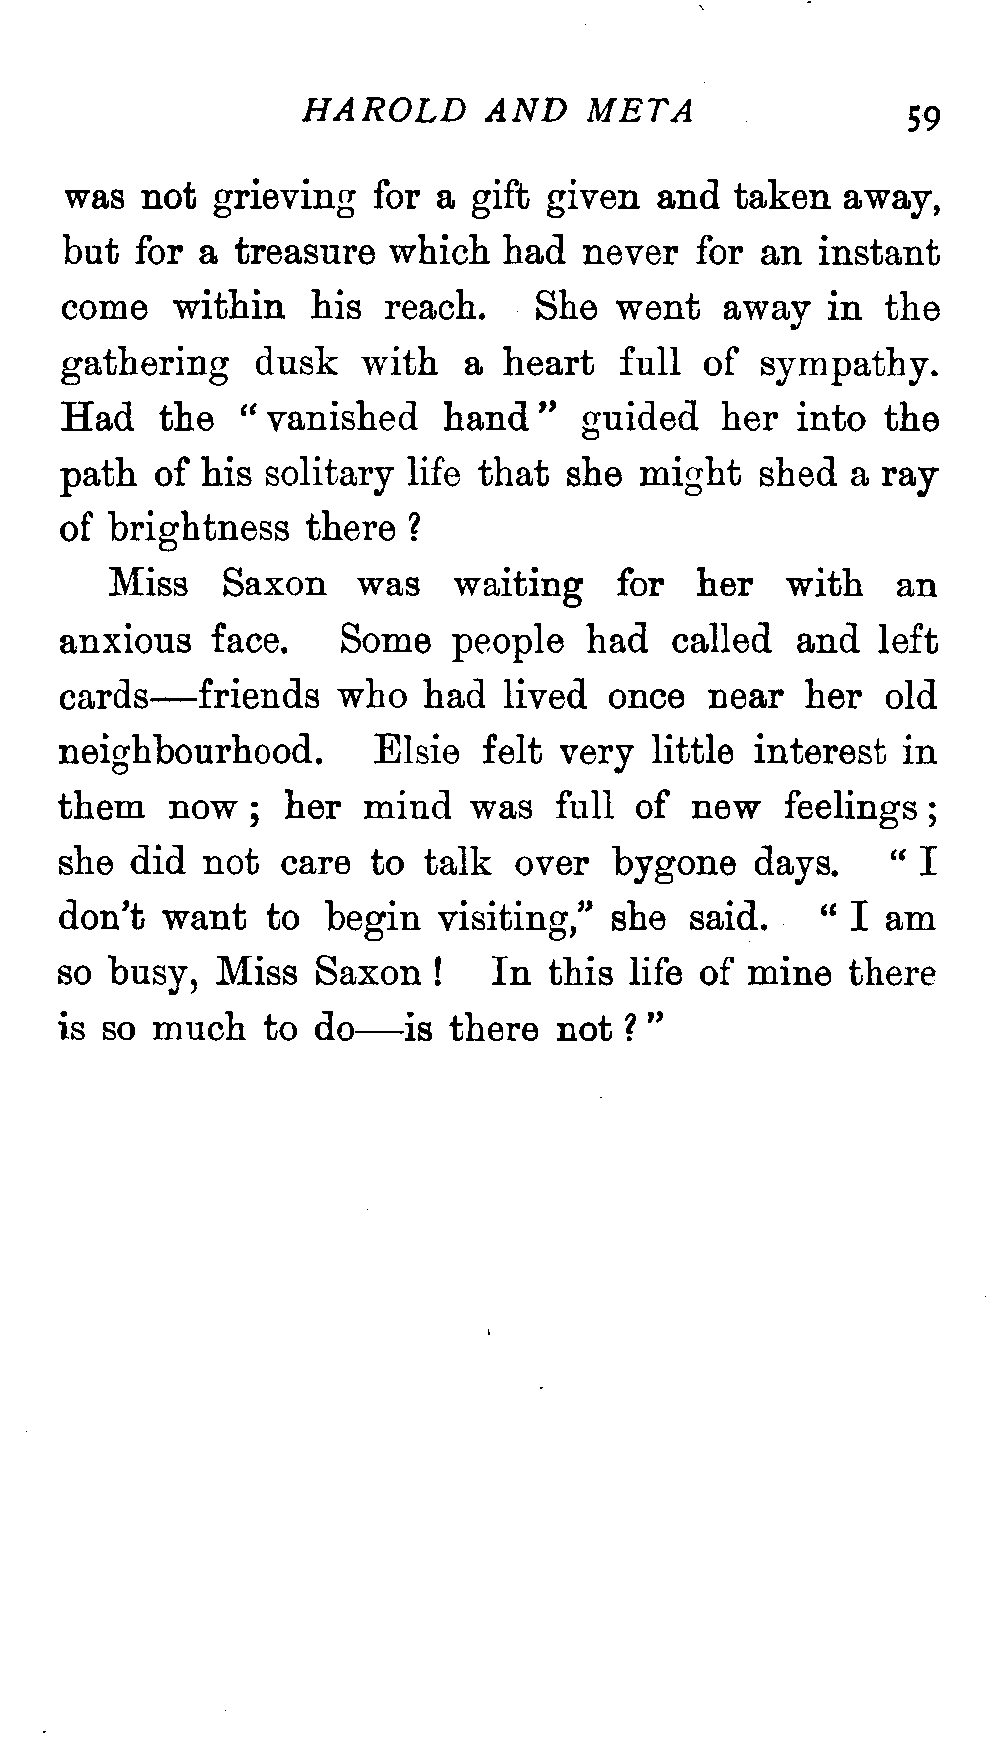 HAROLD AND META 59
was not grieving for a gift given and taken away,
but for a treasure which had never for an instant
come within his reach. She went away in the
gathering dusk with a heart full of sympathy.
Had the “vanished hand” guided her into the
path of his solitary life that she might shed a ray
of brightness there ?
Miss Saxon was waiting for her with an
anxious face. Some people had called and left
cards—friends who had lived once near her old
neighbourhood. Elsie felt very little interest in
them now ; her mind was full of new feelings ;
she did not care to talk over bygone days. “ I
don't want to begin visiting,” she said. “ I am
so busy, Miss Saxon ! In this life of mine there
is so much to do—is there not ? ”